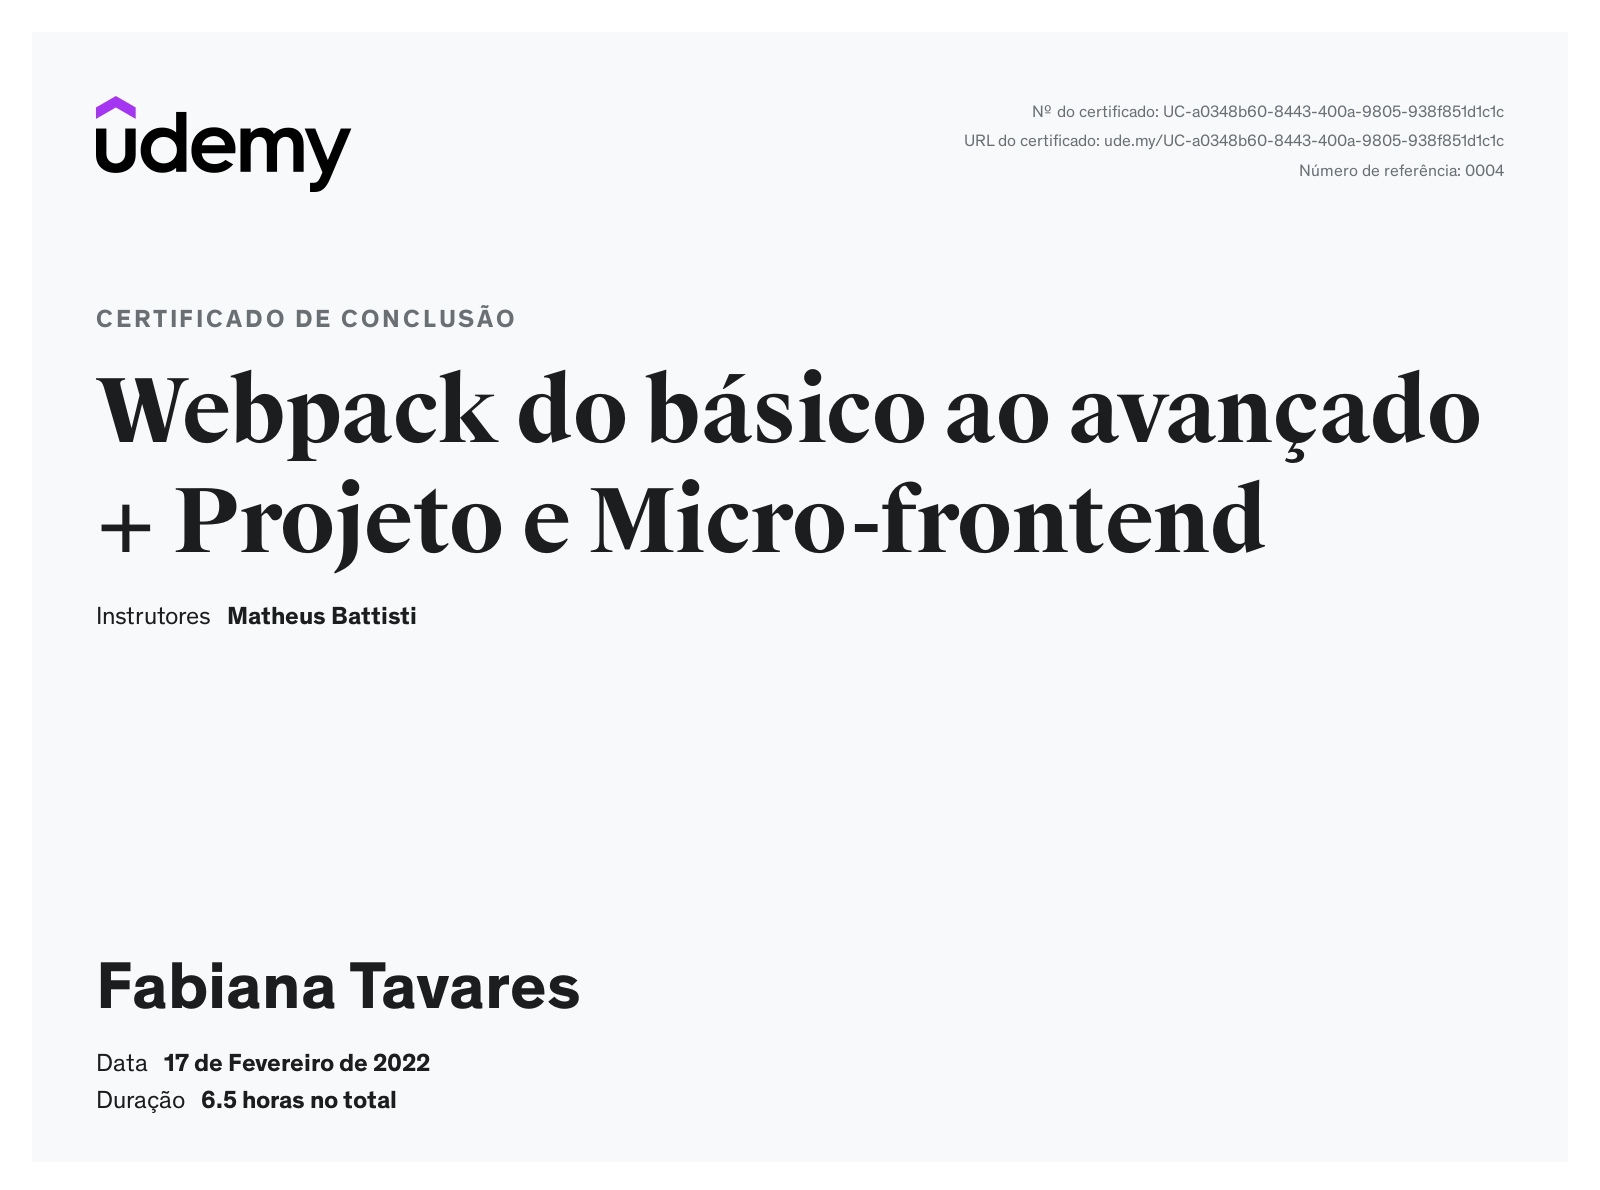 udemy
Nº do certificado: UC-a0348b60-8443-400a-9805-938f851d1c1c
URL do certificado: ude.my/UC-a0348b60-8443-400a-9805-938f851d1c1c
Número de referência: 0004
CERTIFICADO DE CONCLUSÃO
Webpack do básico ao avançado
+ Projeto e Micro-frontend
Instrutores Matheus Battisti
Fabiana Tavares
Data 17 de Fevereiro de 2022
Duração 6.5 horas no total